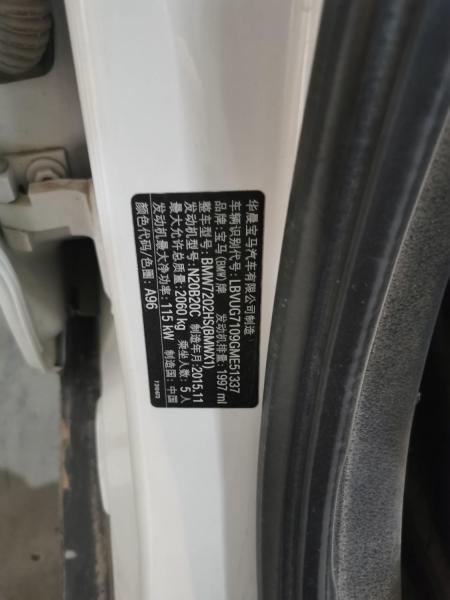 华晨宝马汽车有限公司制造
车辆识别代号: LBVUG7109GME51337
品牌: 宝马(BMW)牌 发动机排量: 1997 ml
整车型号: BMW7202HS(BMWX1)
发动机型号: N20B20C 制造年月: 2015.11
最大允许总质量: 2060 kg 乘坐人数: 5 人
发动机最大净功率: 115 kW 制造国: 中国
颜色代码/色圈: A96